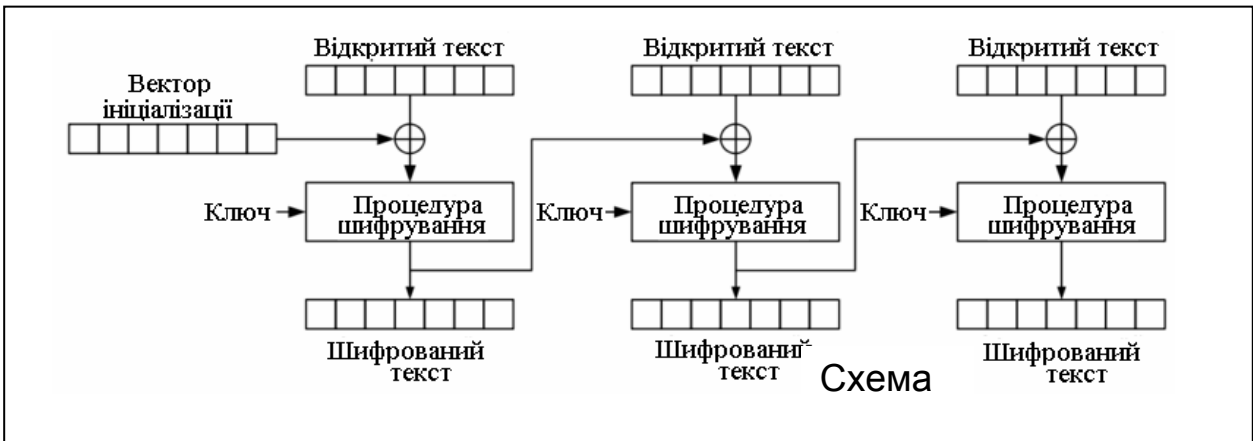 Відкритий текст
Відкритий текст
Відкритий текст
Вектор
ініціалізації
Ключ
Процедура
шифрування
Ключ
Процедура
шифрування
Ключ
Процедура
шифрування
Шифрований
текст
Шифрований
текст
Шифрований
текст
Схема